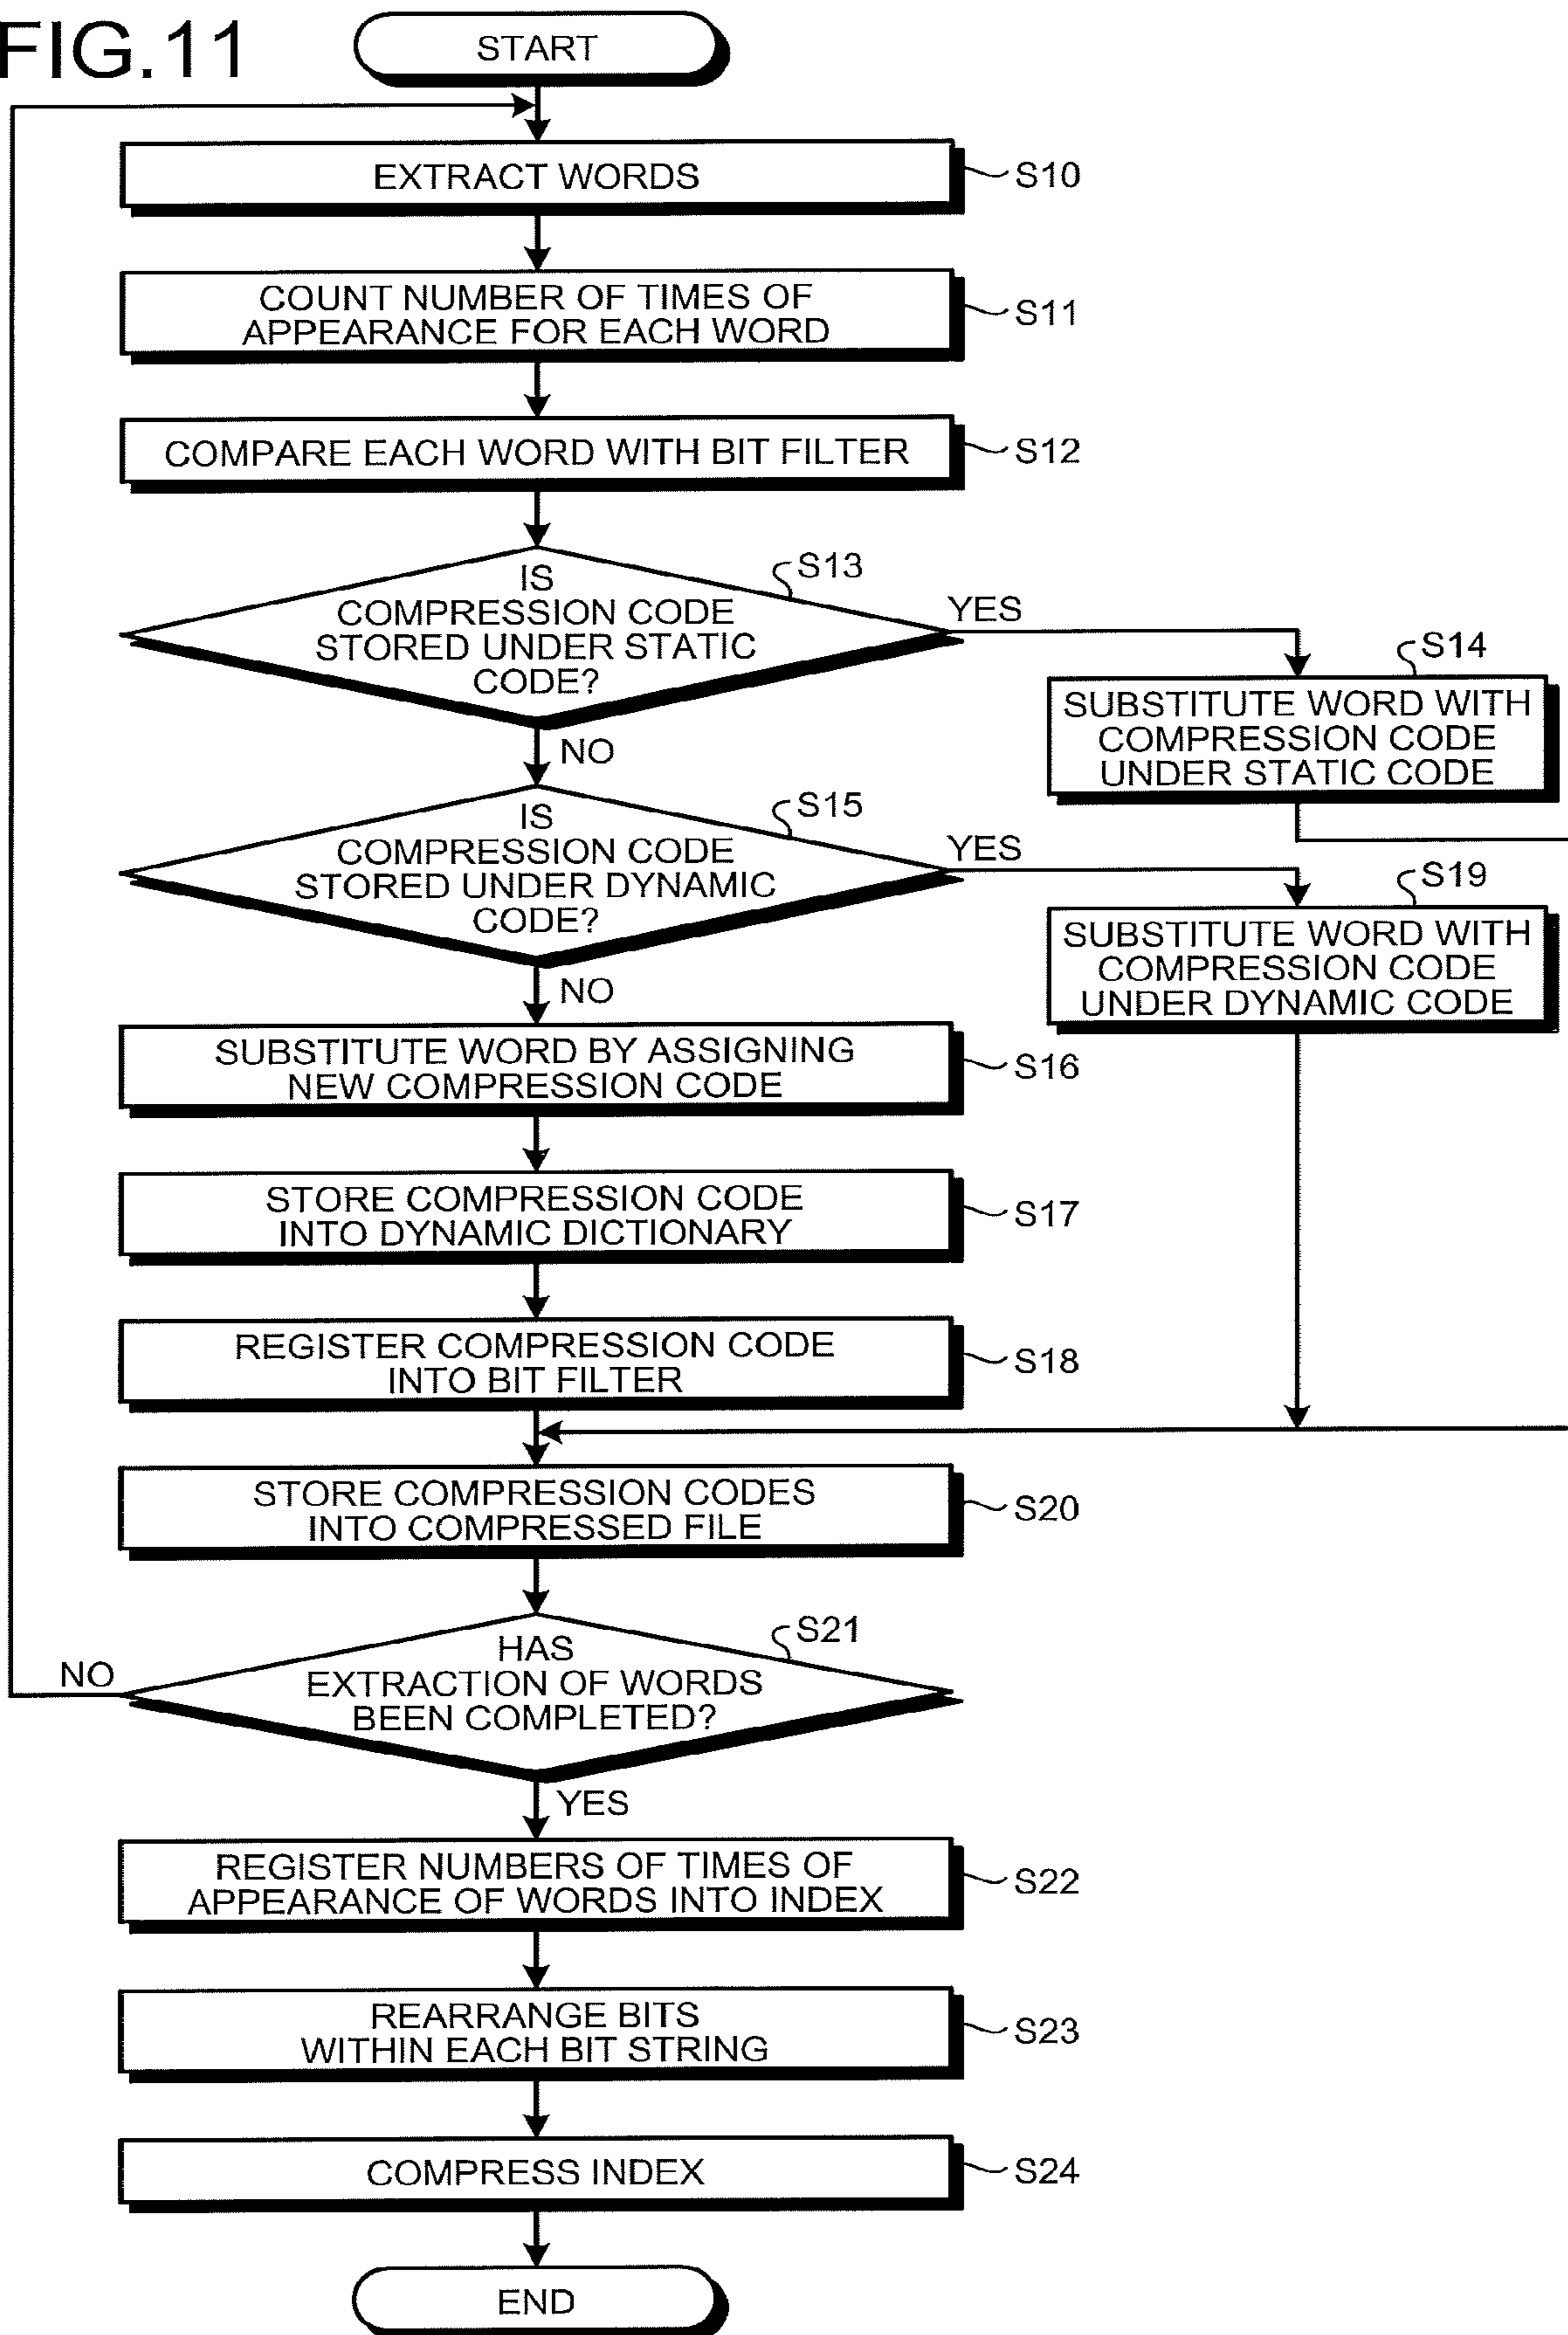 FIG.11
START
EXTRACT WORDS
S10
COUNT NUMBER OF TIMES OF
APPEARANCE FOR EACH WORD
S11
COMPARE EACH WORD WITH BIT FILTER
S12
IS
COMPRESSION CODE
STORED UNDER STATIC
CODE?
S13
YES
NO
S14
SUBSTITUTE WORD WITH
COMPRESSION CODE
UNDER STATIC CODE
IS
COMPRESSION CODE
STORED UNDER DYNAMIC
CODE?
S15
YES
NO
S19
SUBSTITUTE WORD WITH
COMPRESSION CODE
UNDER DYNAMIC CODE
SUBSTITUTE WORD BY ASSIGNING
NEW COMPRESSION CODE
S16
STORE COMPRESSION CODE
INTO DYNAMIC DICTIONARY
S17
REGISTER COMPRESSION CODE
INTO BIT FILTER
S18
STORE COMPRESSION CODES
INTO COMPRESSED FILE
S20
HAS
EXTRACTION OF WORDS
BEEN COMPLETED?
S21
NO
YES
REGISTER NUMBERS OF TIMES OF
APPEARANCE OF WORDS INTO INDEX
S22
REARRANGE BITS
WITHIN EACH BIT STRING
S23
COMPRESS INDEX
S24
END